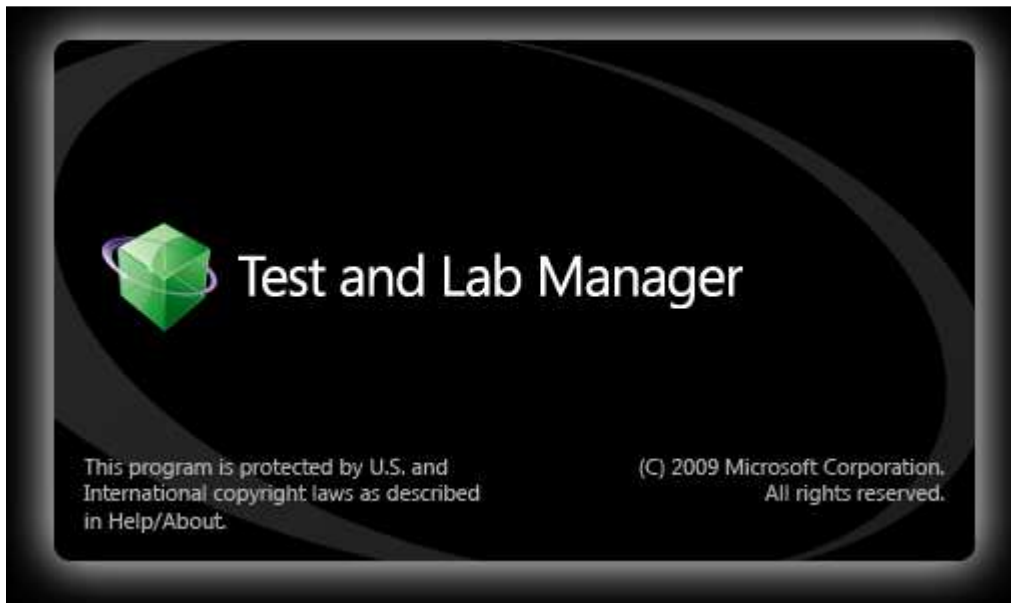 Test and Lab Manager
This program is protected by U.S. and
International copyright laws as described
in Help/About.
(C) 2009 Microsoft Corporation.
All rights reserved.